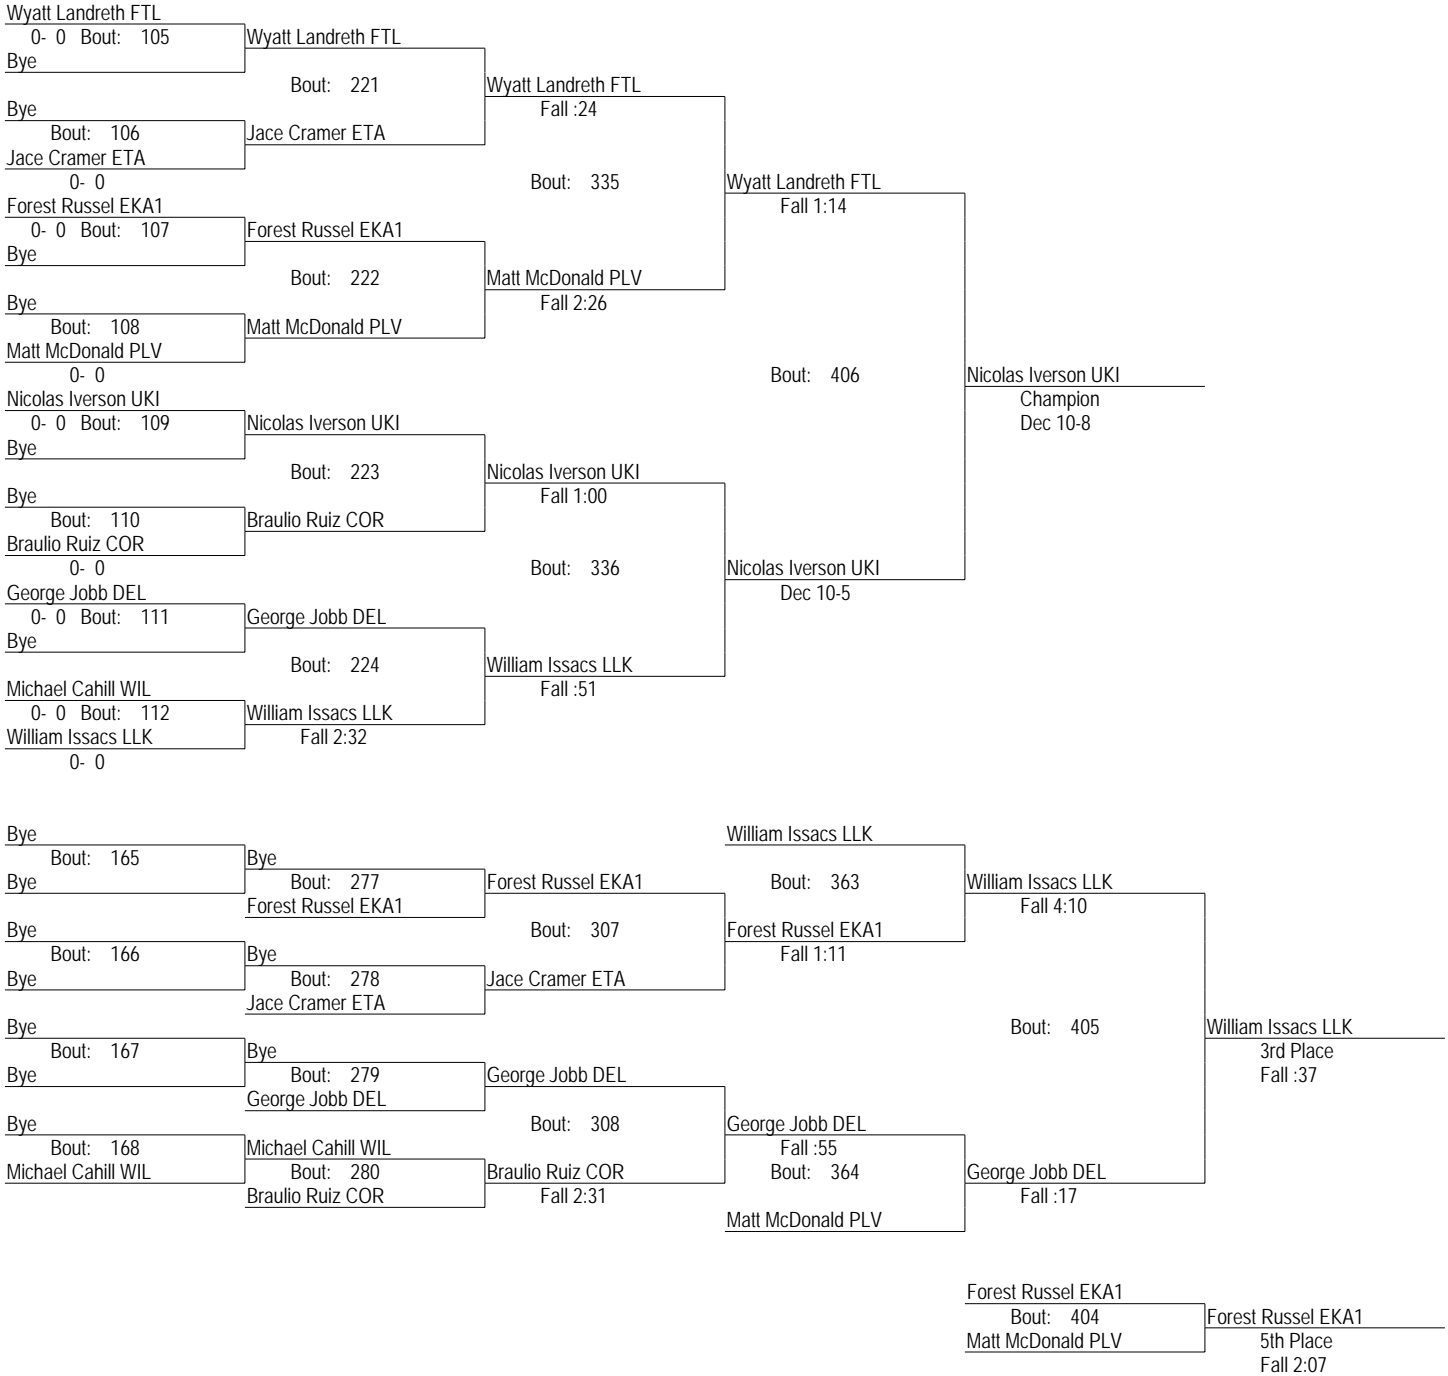 Wyatt Landreth FTL
0- 0 Bout: 105 Wyatt Landreth FTL
Bye
Bout: 221 Wyatt Landreth FTL
Bye Fall :24
Bout: 106 Jace Cramer ETA
Jace Cramer ETA
0- 0 Bout: 335 Wyatt Landreth FTL
Forest Russel EKA1 Fall 1:14
0- 0 Bout: 107 Forest Russel EKA1
Bye
Bout: 222 Matt McDonald PLV
Bye Fall 2:26
Bout: 108 Matt McDonald PLV
Matt McDonald PLV
0- 0 Bout: 406 Nicolas Iverson UKI
Nicolas Iverson UKI Champion
0- 0 Bout: 109 Nicolas Iverson UKI Dec 10-8
Bye
Bout: 223 Nicolas Iverson UKI
Bye Fall 1:00
Bout: 110 Braulio Ruiz COR
Braulio Ruiz COR
0- 0 Bout: 336 Nicolas Iverson UKI
George Jobb DEL Dec 10-5
0- 0 Bout: 111 George Jobb DEL
Bye
Bout: 224 William Issacs LLK
Michael Cahill WIL Fall :51
0- 0 Bout: 112 William Issacs LLK
William Issacs LLK Fall 2:32
0- 0
Bye William Issacs LLK
Bout: 165 Bye
Bye Bout: 277 Forest Russel EKA1 Bout: 363 William Issacs LLK
Forest Russel EKA1 Fall 4:10
Bye Bout: 307 Forest Russel EKA1
Bout: 166 Bye Fall 1:11
Bye Bout: 278 Jace Cramer ETA
Jace Cramer ETA
Bye Bout: 405 William Issacs LLK
Bout: 167 Bye 3rd Place
Bye Bout: 279 George Jobb DEL Fall :37
George Jobb DEL
Bye Bout: 308 George Jobb DEL
Bout: 168 Michael Cahill WIL Fall :55
Michael Cahill WIL Bout: 280 Braulio Ruiz COR Bout: 364 George Jobb DEL
Braulio Ruiz COR Fall 2:31 Fall :17
Matt McDonald PLV
Forest Russel EKA1
Bout: 404 Forest Russel EKA1
Matt McDonald PLV 5th Place
Fall 2:07